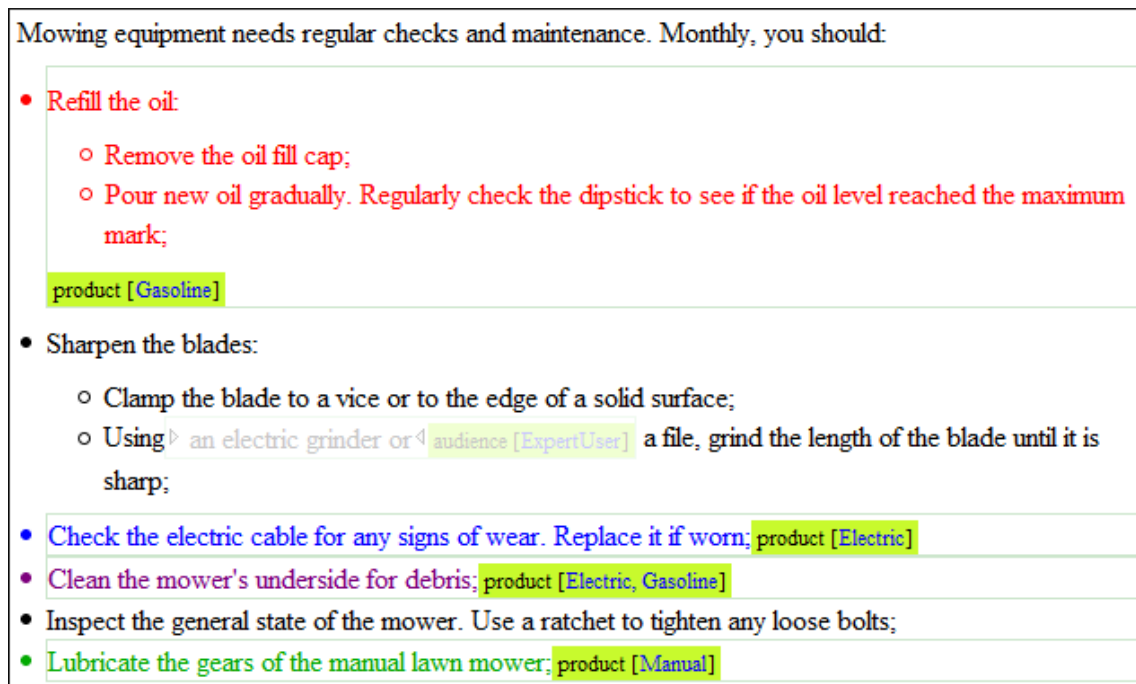 Mowing equipment needs regular checks and maintenance. Monthly, you should:
Refill the oil:
Remove the oil fill cap;
Pour new oil gradually. Regularly check the dipstick to see if the oil level reached the maximum
mark;
product [Gasoline]
Sharpen the blades:
Clamp the blade to a vice or to the edge of a solid surface;
Using an electric grinder or audience [ExpertUser] a file, grind the length of the blade until it is
sharp;
Check the electric cable for any signs of wear. Replace it if worn; product [Electric]
Clean the mower's underside for debris; product [Electric, Gasoline]
Inspect the general state of the mower. Use a ratchet to tighten any loose bolts;
Lubricate the gears of the manual lawn mower; product [Manual]